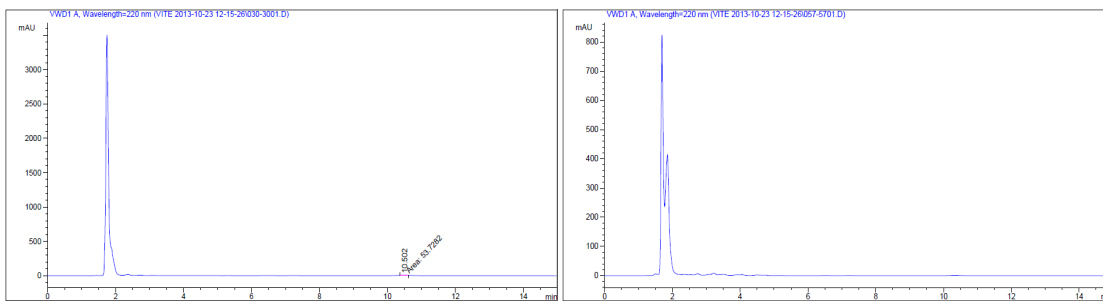 VWD1 A, Wavelength=220 nm (VITE 2013-10-23 12-15-26\030-3001.D)
mAU
3000
2500
2000
1500
1000
500
0
10.502
Area: 53.7282
0 2 4 6 8 10 12 14 min
VWD1 A, Wavelength=220 nm (VITE 2013-10-23 12-15-26\057-5701.D)
mAU
800
700
600
500
400
300
200
100
0
0 2 4 6 8 10 12 14